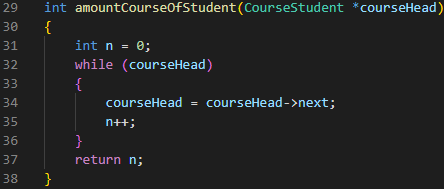 29 int amountCourseOfStudent(CourseStudent *courseHead)
30 {
31     int n = 0;
32     while (courseHead)
33     {
34         courseHead = courseHead->next;
35         n++;
36     }
37     return n;
38 }